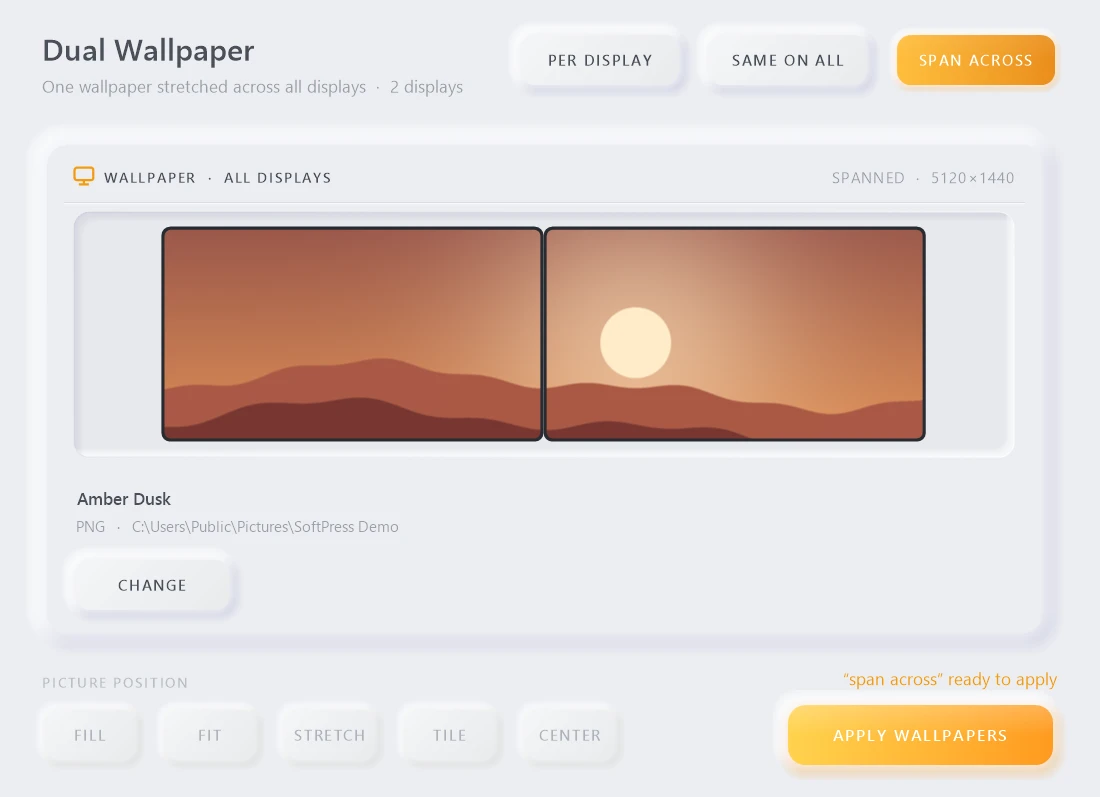 Dual Wallpaper
One wallpaper stretched across all displays · 2 displays
PER DISPLAY
SAME ON ALL
SPAN ACROSS
WALLPAPER · ALL DISPLAYS
SPANNED · 5120×1440
Amber Dusk
PNG · C:\Users\Public\Pictures\SoftPress Demo
CHANGE
PICTURE POSITION
FILL
FIT
STRETCH
TILE
CENTER
“span across” ready to apply
APPLY WALLPAPERS